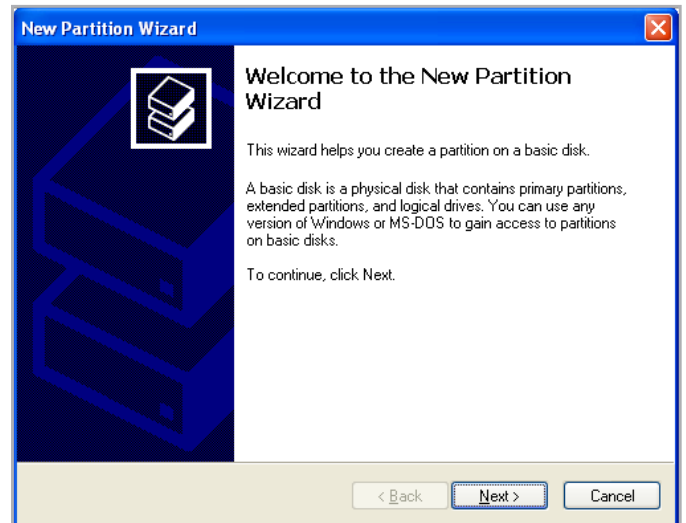 New Partition Wizard
Welcome to the New Partition
Wizard
This wizard helps you create a partition on a basic disk.
A basic disk is a physical disk that contains primary partitions,
extended partitions, and logical drives. You can use any
version of Windows or MS-DOS to gain access to partitions
on basic disks.
To continue, click Next.
< Back Next > Cancel